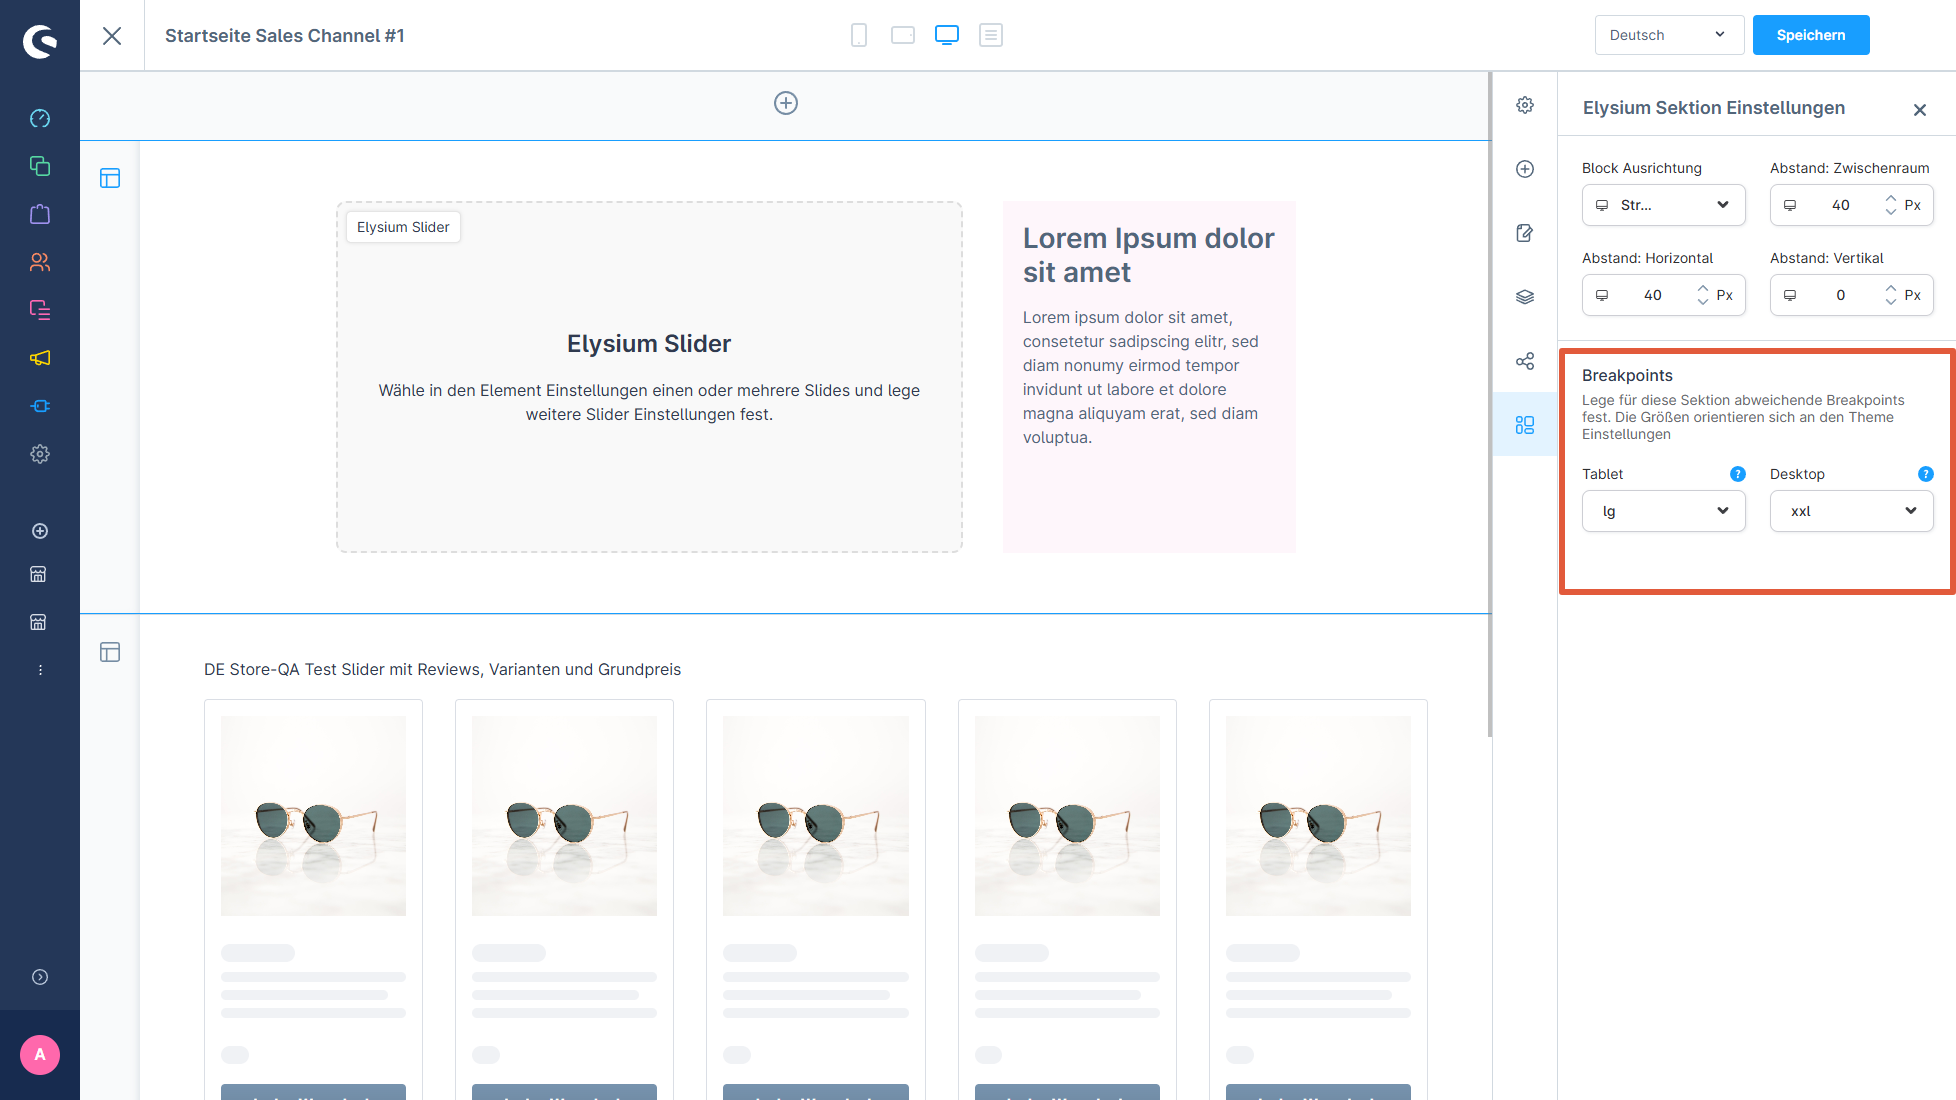 Startseite Sales Channel #1
Deutsch
Speichern
Elysium Sektion Einstellungen
Block Ausrichtung
Abstand: Zwischenraum
Str...
40
Px
Abstand: Horizontal
Abstand: Vertikal
40
Px
0
Px
Breakpoints
Lege für diese Sektion abweichende Breakpoints
fest. Die Größen orientieren sich an den Theme
Einstellungen
Tablet
?
Desktop
?
lg
xxl
Elysium Slider
Elysium Slider
Wähle in den Element Einstellungen einen oder mehrere Slides und lege
weitere Slider Einstellungen fest.
Lorem Ipsum dolor
sit amet
Lorem ipsum dolor sit amet,
consetetur sadipscing elitr, sed
diam nonumy eirmod tempor
invidunt ut labore et dolore
magna aliquyam erat, sed diam
voluptua.
DE Store-QA Test Slider mit Reviews, Varianten und Grundpreis
A